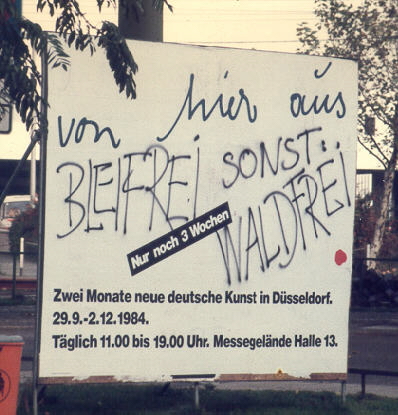 von hier aus
BLEIFREI SONST:
WALDFREI
Nur noch 3 Wochen
Zwei Monate neue deutsche Kunst in Düsseldorf.
29.9.-2.12.1984.
Täglich 11.00 bis 19.00 Uhr. Messegelände Halle 13.